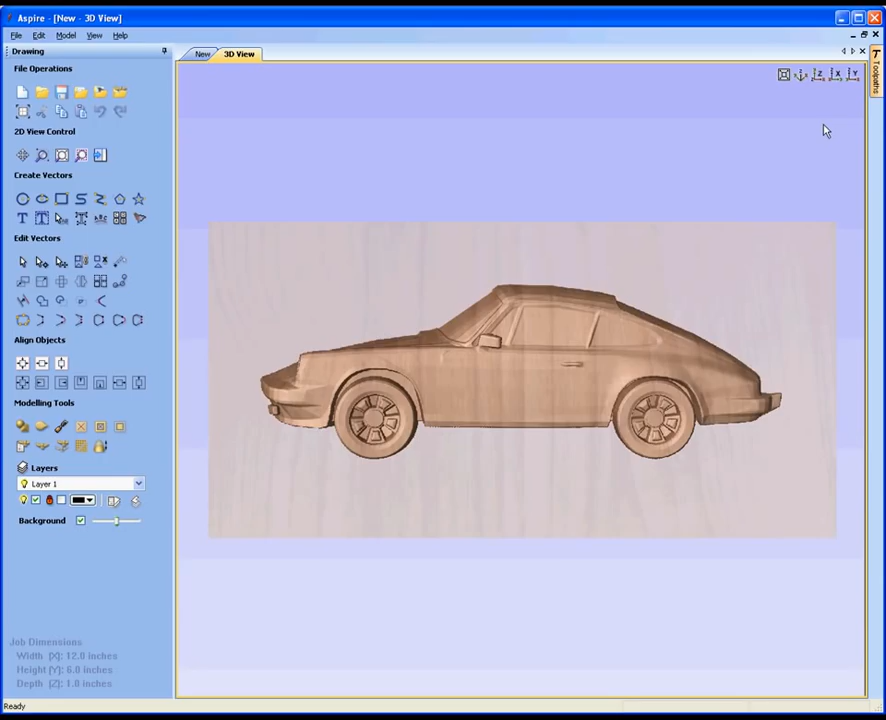 Aspire - [New - 3D View]
File Edit Model View Help
Drawing
New
3D View
Toolpaths
File Operations
2D View Control
Create Vectors
Edit Vectors
Align Objects
Modelling Tools
Layers
Layer 1
Background
Job Dimensions
Width (X): 12.0 inches
Height (Y): 6.0 inches
Depth (Z): 1.0 inches
Ready